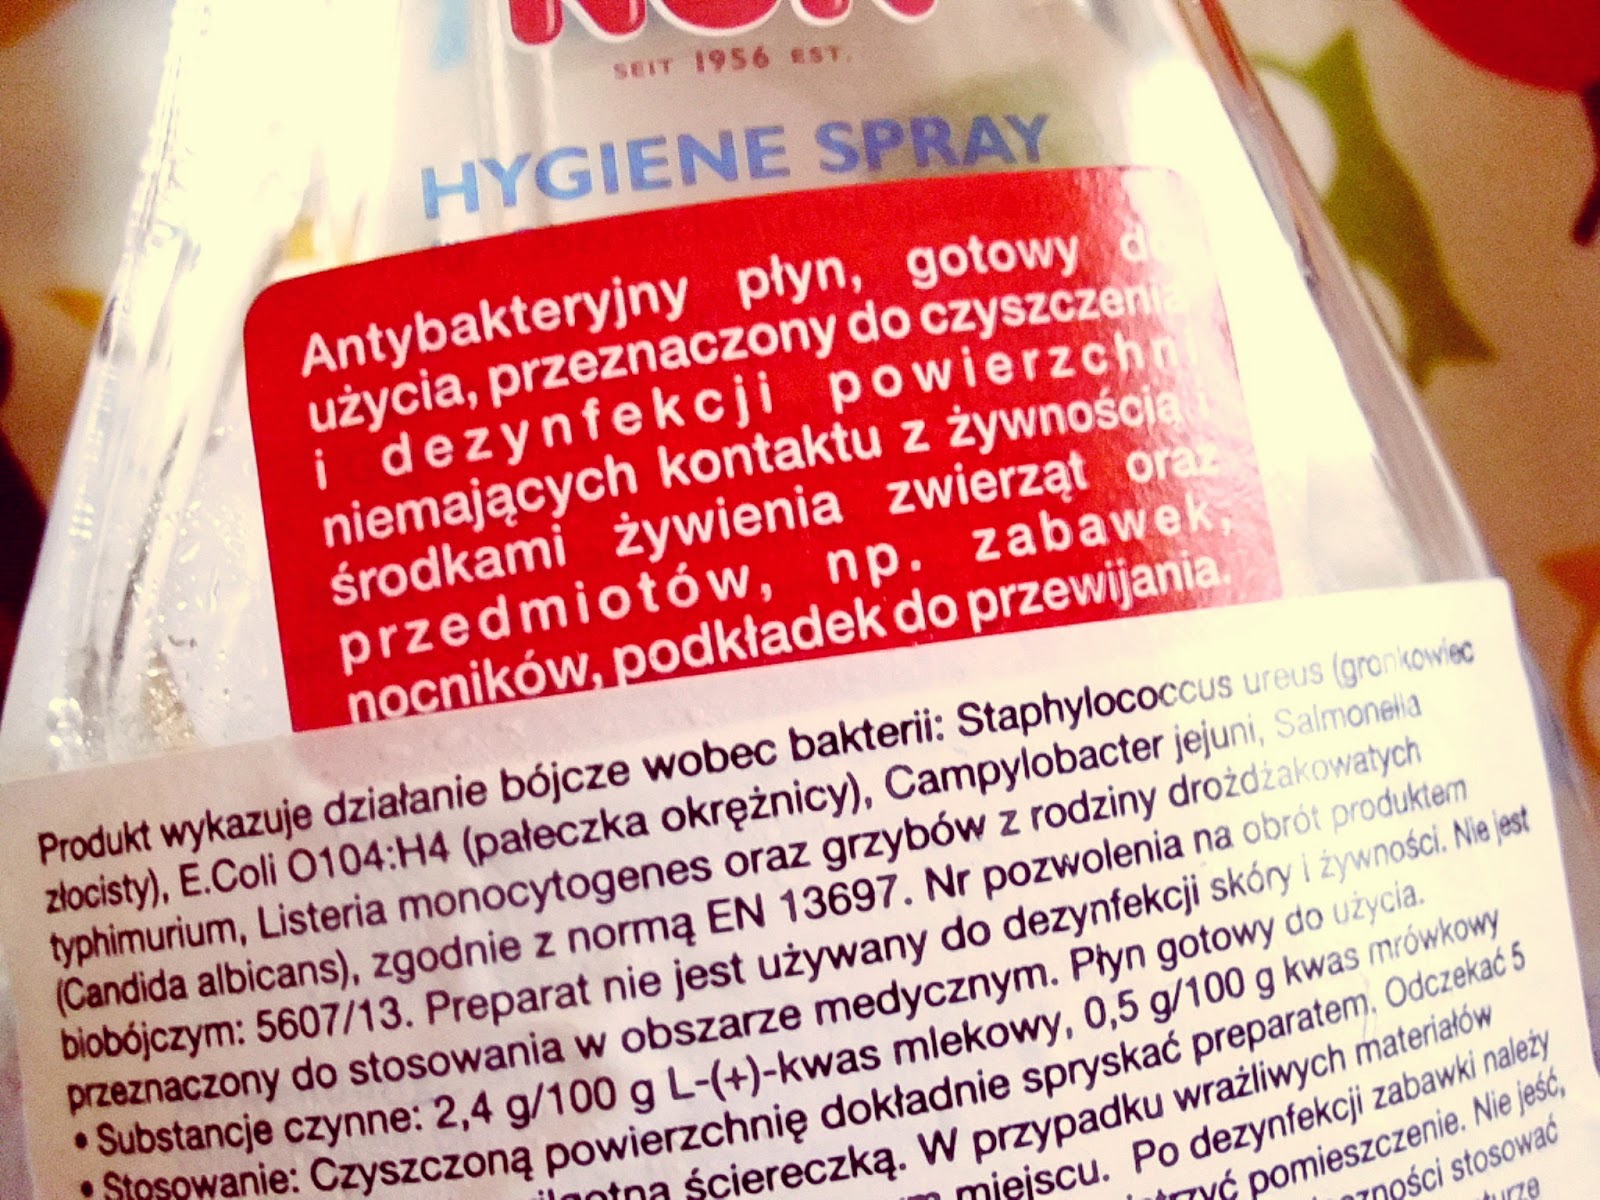 SEIT 1956 EST.
HYGIENE SPRAY
Antybakteryjny płyn, gotowy do
użycia, przeznaczony do czyszczenia
i dezynfekcji powierzchni
niemających kontaktu z żywnością i
środkami żywienia zwierząt oraz
przedmiotów, np. zabawek,
nocników, podkładek do przewijania.
Produkt wykazuje działanie bójcze wobec bakterii: Staphylococcus ureus (gronkowiec
złocisty), E.Coli O104:H4 (pałeczka okrężnicy), Campylobacter jejuni, Salmonella
typhimurium, Listeria monocytogenes oraz grzybów z rodziny drożdżakowatych
(Candida albicans), zgodnie z normą EN 13697. Nr pozwolenia na obrót produktem
biobójczym: 5607/13. Preparat nie jest używany do dezynfekcji skóry i żywności. Nie jest
przeznaczony do stosowania w obszarze medycznym. Płyn gotowy do użycia.
• Substancje czynne: 2,4 g/100 g L-(+)-kwas mlekowy, 0,5 g/100 g kwas mrówkowy
• Stosowanie: Czyszczoną powierzchnię dokładnie spryskać preparatem. Odczekać 5
ściereczką. W przypadku wrażliwych materiałów
miejscu. Po dezynfekcji zabawki należy
pomieszczenie. Nie jeść,
stosować